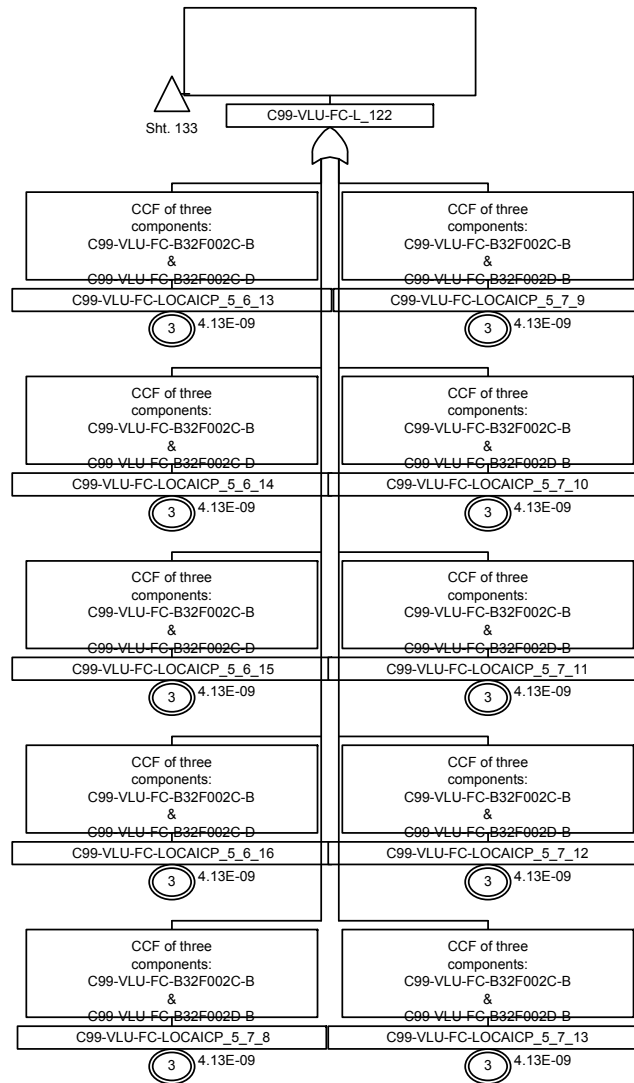 C99-VLU-FC-L_122
Sht. 133
CCF of three
components:
C99-VLU-FC-B32F002C-B
&
C99-VLU-FC-B32F002C-D
C99-VLU-FC-LOCAICP_5_6_13
3
4.13E-09
CCF of three
components:
C99-VLU-FC-B32F002C-B
&
C99-VLU-FC-B32F002D-B
C99-VLU-FC-LOCAICP_5_7_9
3
4.13E-09
CCF of three
components:
C99-VLU-FC-B32F002C-B
&
C99-VLU-FC-B32F002C-D
C99-VLU-FC-LOCAICP_5_6_14
3
4.13E-09
CCF of three
components:
C99-VLU-FC-B32F002C-B
&
C99-VLU-FC-B32F002D-B
C99-VLU-FC-LOCAICP_5_7_10
3
4.13E-09
CCF of three
components:
C99-VLU-FC-B32F002C-B
&
C99-VLU-FC-B32F002C-D
C99-VLU-FC-LOCAICP_5_6_15
3
4.13E-09
CCF of three
components:
C99-VLU-FC-B32F002C-B
&
C99-VLU-FC-B32F002D-B
C99-VLU-FC-LOCAICP_5_7_11
3
4.13E-09
CCF of three
components:
C99-VLU-FC-B32F002C-B
&
C99-VLU-FC-B32F002C-D
C99-VLU-FC-LOCAICP_5_6_16
3
4.13E-09
CCF of three
components:
C99-VLU-FC-B32F002C-B
&
C99-VLU-FC-B32F002D-B
C99-VLU-FC-LOCAICP_5_7_12
3
4.13E-09
CCF of three
components:
C99-VLU-FC-B32F002C-B
&
C99-VLU-FC-B32F002D-B
C99-VLU-FC-LOCAICP_5_7_8
3
4.13E-09
CCF of three
components:
C99-VLU-FC-B32F002C-B
&
C99-VLU-FC-B32F002D-B
C99-VLU-FC-LOCAICP_5_7_13
3
4.13E-09